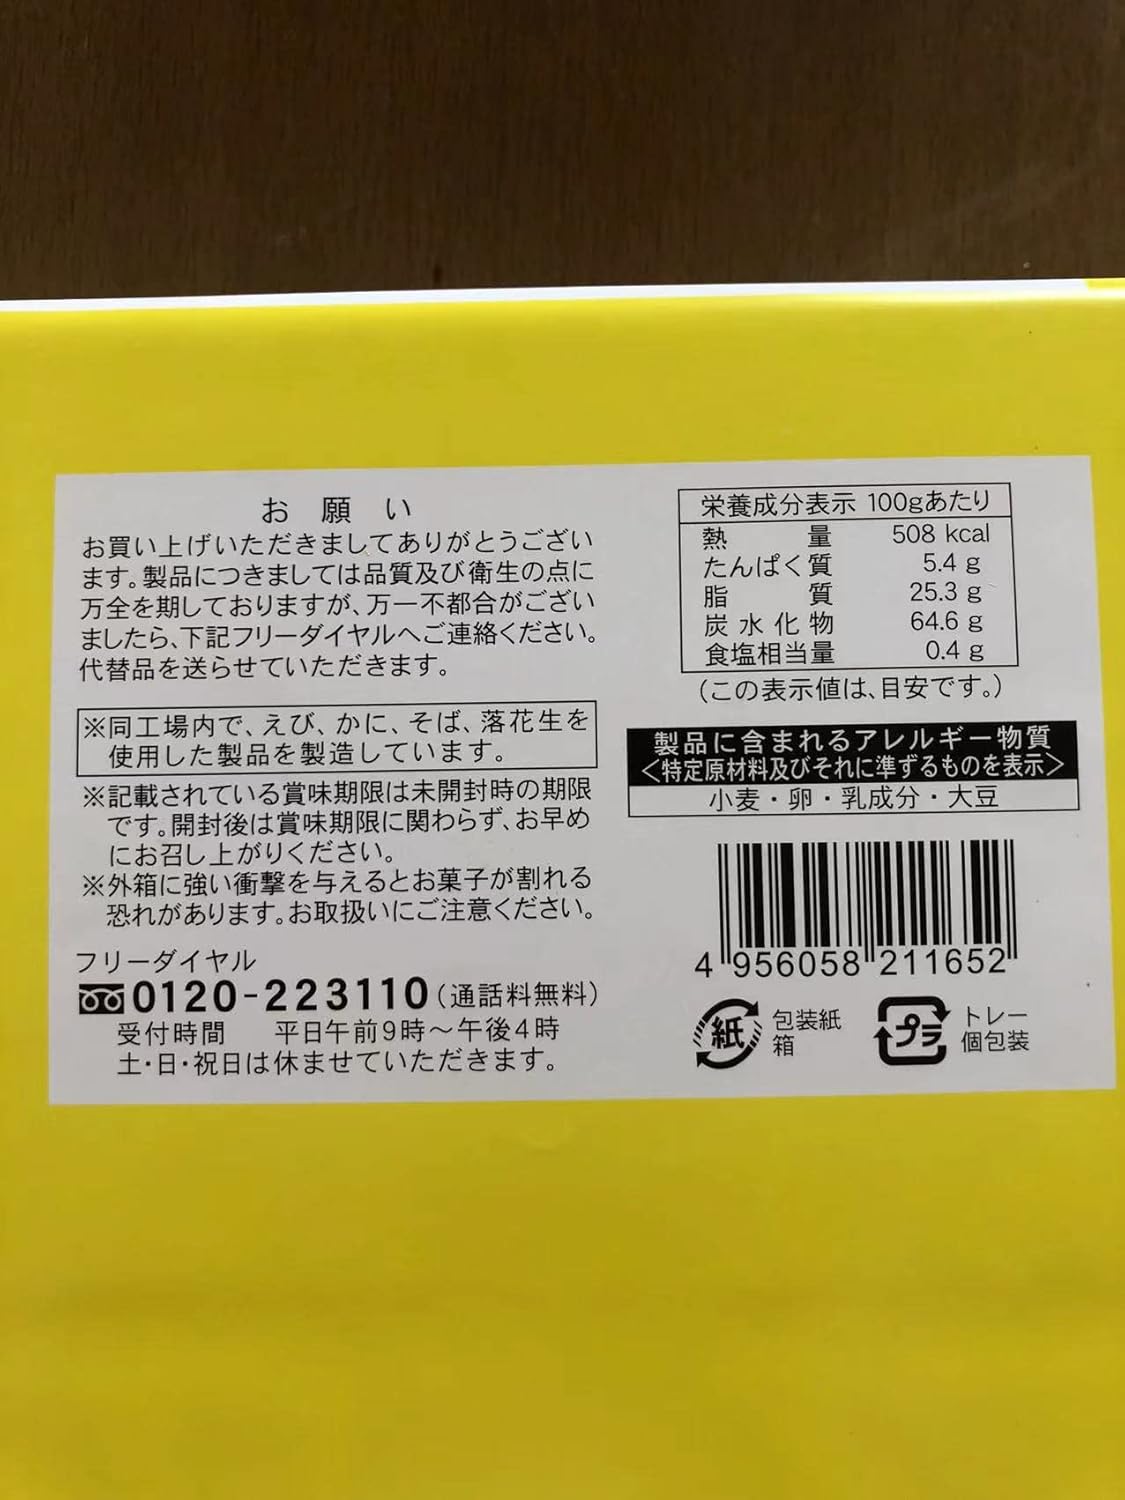 お願い
お買い上げいただきましてありがとうござい
ます。製品につきましては品質及び衛生の点に
万全を期しておりますが、万一不都合がござい
ましたら、下記フリーダイヤルへご連絡ください。
代替品を送らせていただきます。
※同工場内で、えび、かに、そば、落花生を
使用した製品を製造しています。
※記載されている賞味期限は未開封時の期限
です。開封後は賞味期限に関わらず、お早め
にお召し上がりください。
※外箱に強い衝撃を与えるとお菓子が割れる
恐れがあります。お取扱いにご注意ください。
フリーダイヤル
0120-223110(通話料無料)
受付時間 平日午前9時～午後4時
土・日・祝日は休ませていただきます。
栄養成分表示 100gあたり
熱量 508 kcal
たんぱく質 5.4 g
脂質 25.3 g
炭水化物 64.6 g
食塩相当量 0.4 g
(この表示値は、目安です。)
製品に含まれるアレルギー物質
<特定原材料及びそれに準ずるものを表示>
小麦・卵・乳成分・大豆
4 956058 211652
紙 包装紙
箱
プラ トレー
個包装